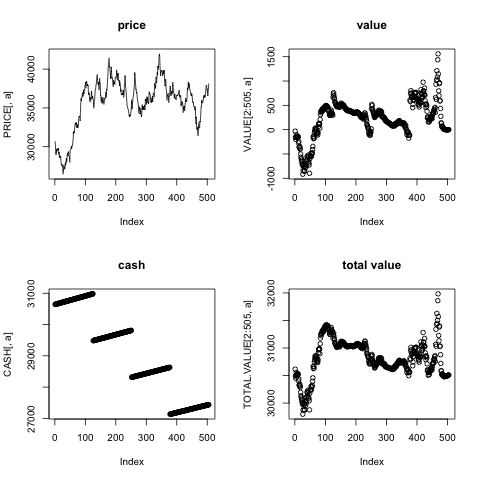 price
PRICE[, a]
40000
35000
30000
0 100 200 300 400 500
Index
value
VALUE[2:505, a]
1500
500
0
-1000
0 100 200 300 400 500
Index
cash
CASH[, a]
31000
29000
27000
0 100 200 300 400 500
Index
total value
TOTAL.VALUE[2:505, a]
32000
31000
30000
0 100 200 300 400 500
Index